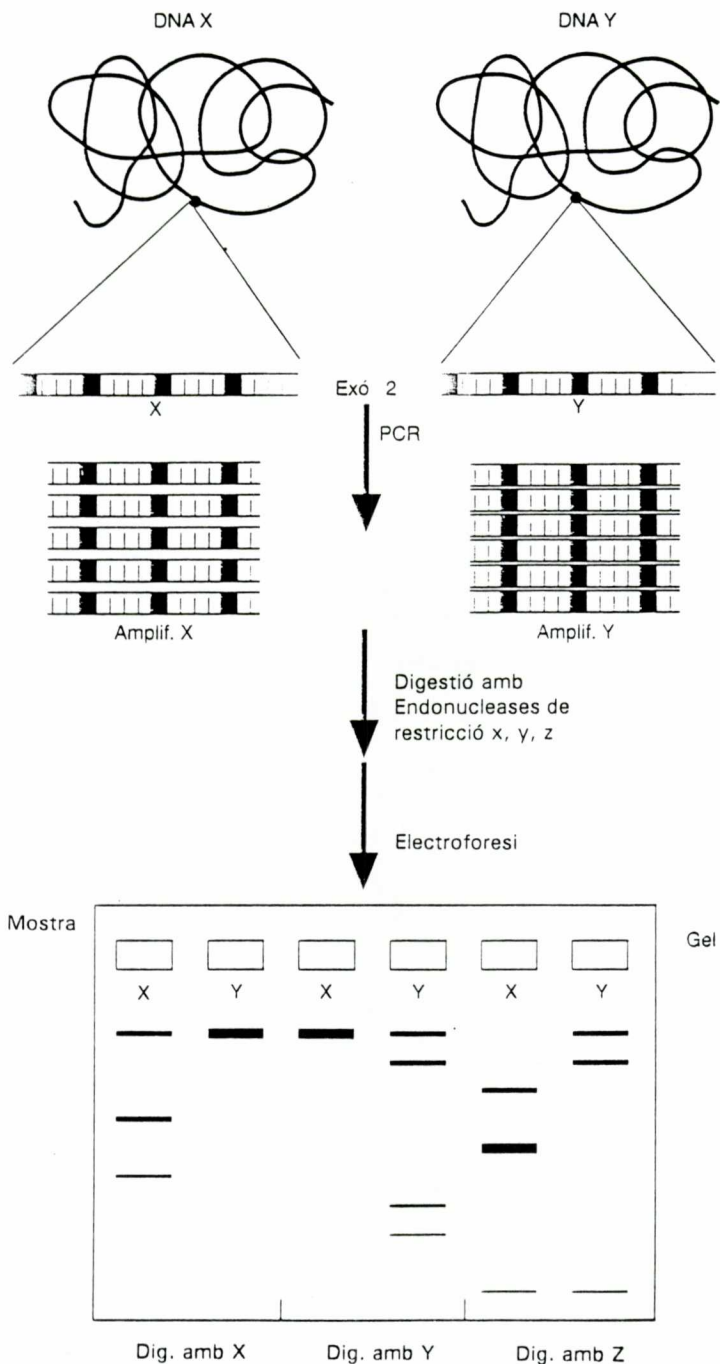 DNA X
DNA Y
X
Exó 2
Y
PCR
Amplif. X
Amplif. Y
Digestió amb
Endonucleases de
restricció x, y, z
Electroforesi
Mostra
Gel
X Y X Y X Y
Dig. amb X
Dig. amb Y
Dig. amb Z